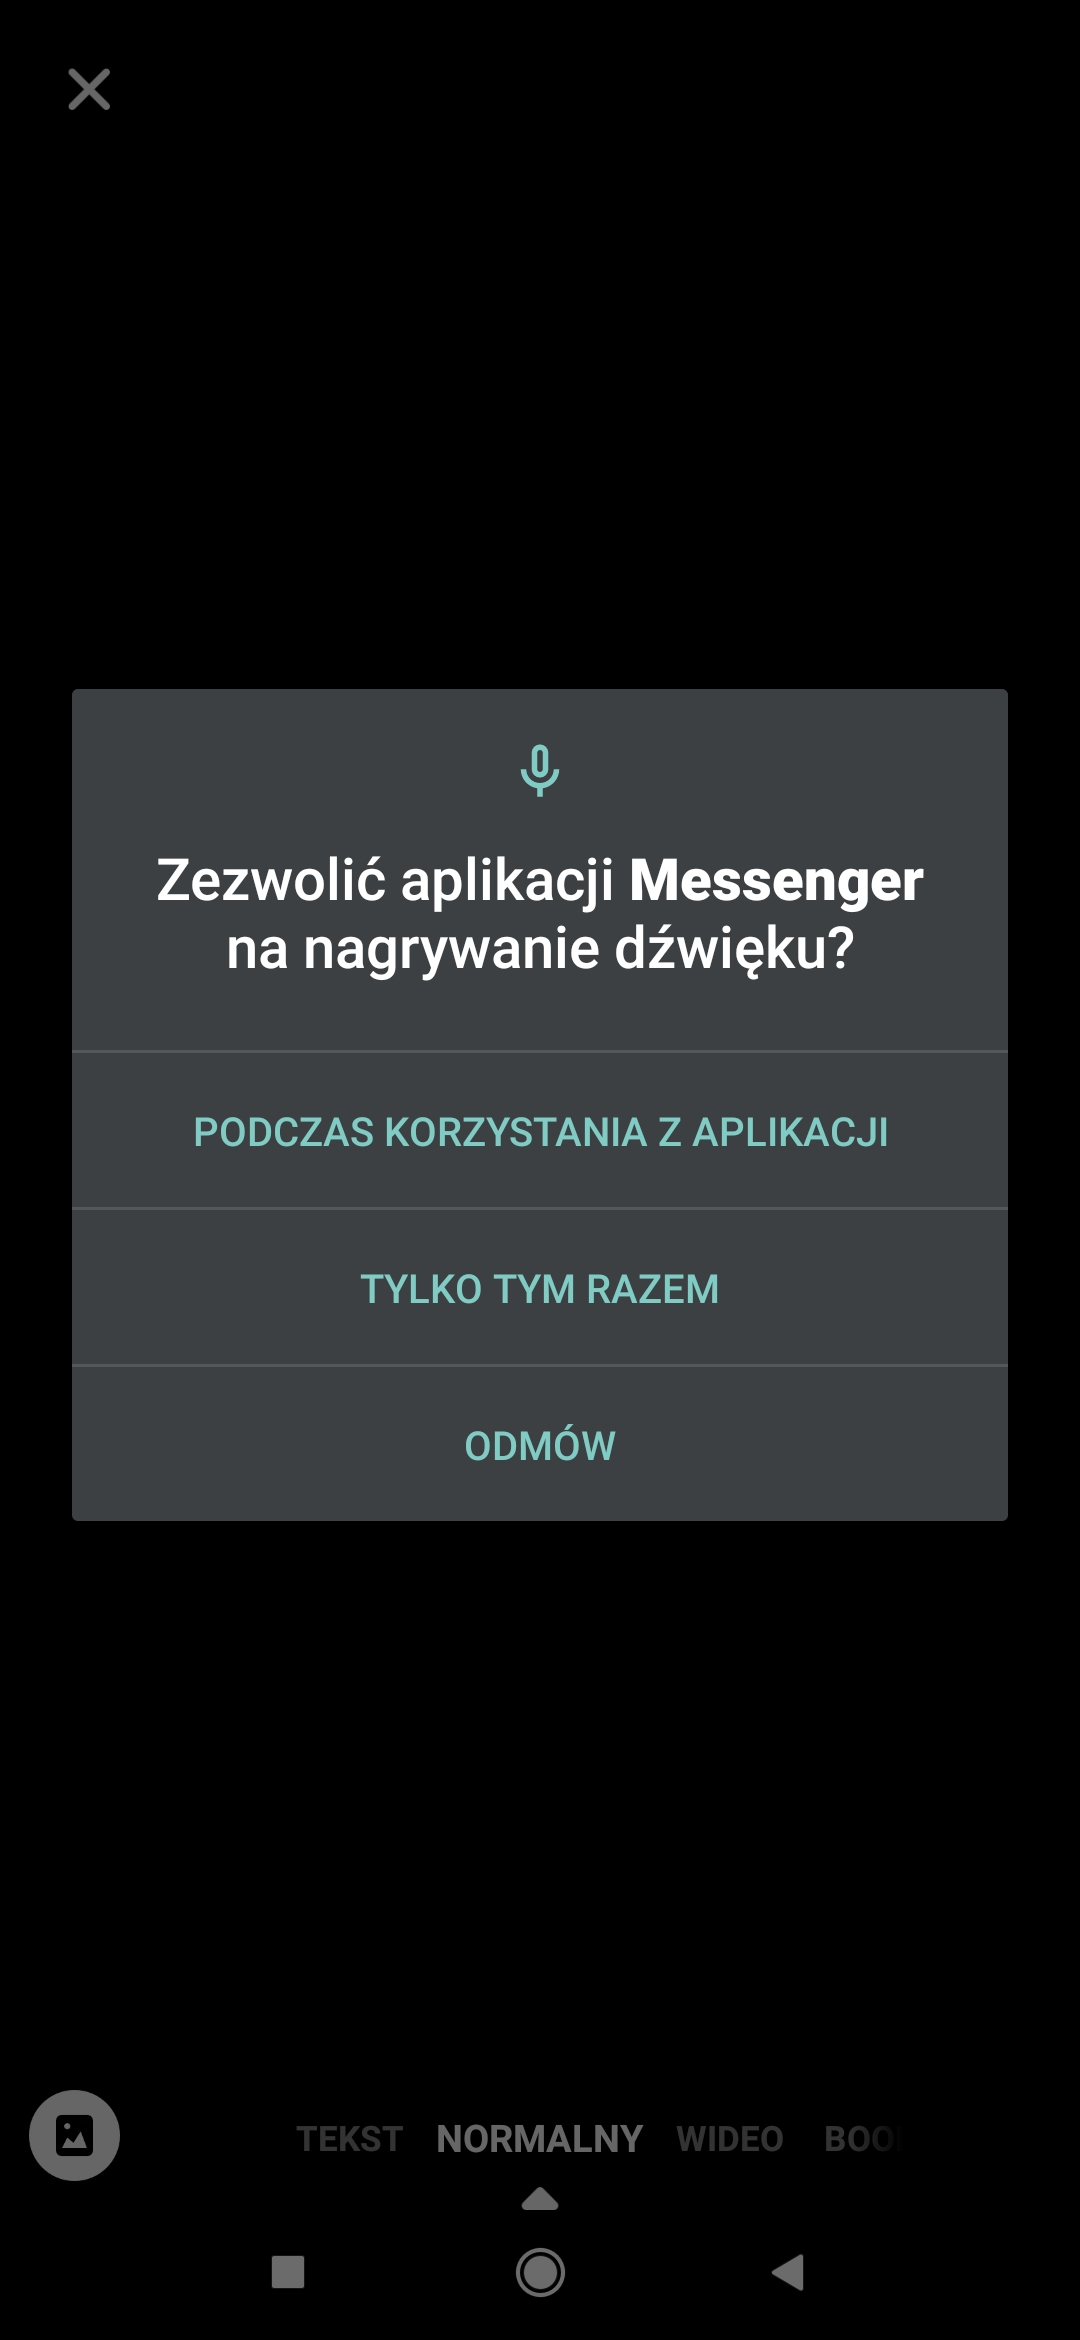 Zezwolić aplikacji Messenger
na nagrywanie dźwięku?
PODCZAS KORZYSTANIA Z APLIKACJI
TYLKO TYM RAZEM
ODMÓW
TEKST NORMALNY WIDEO